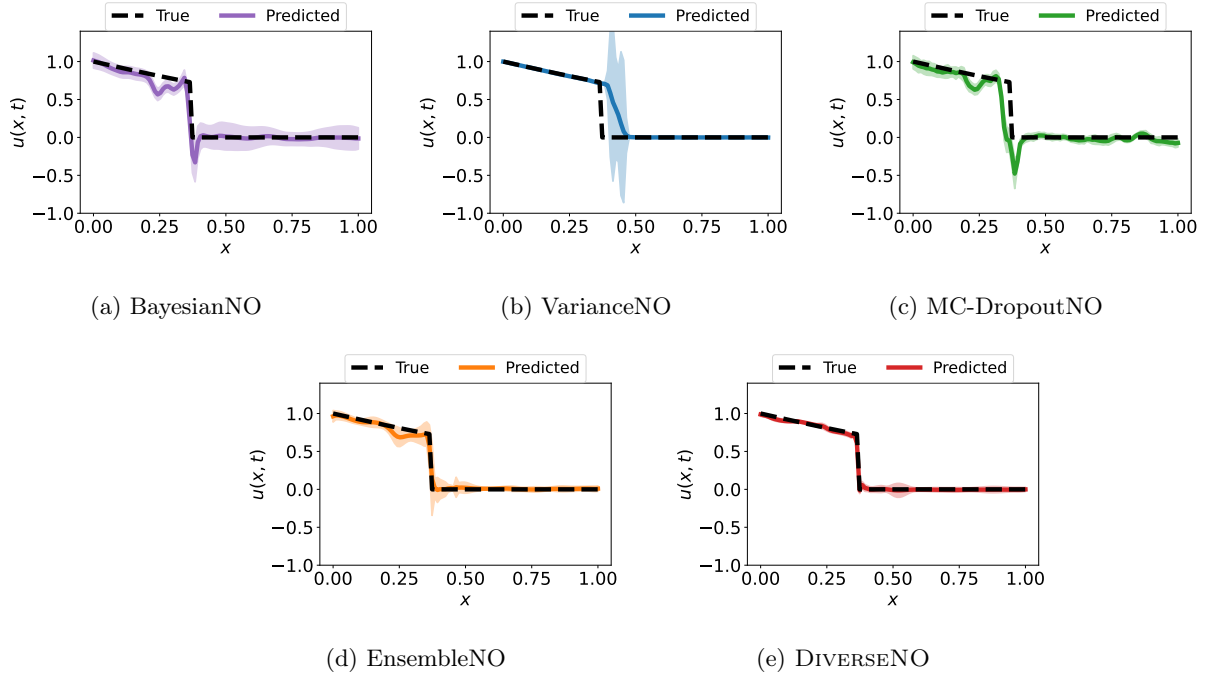 True Predicted
True Predicted
True Predicted
u(x, t)
1.0
0.5
0.0
−0.5
−1.0
0.00 0.25 0.50 0.75 1.00
x
u(x, t)
1.0
0.5
0.0
−0.5
−1.0
0.00 0.25 0.50 0.75 1.00
x
u(x, t)
1.0
0.5
0.0
−0.5
−1.0
0.00 0.25 0.50 0.75 1.00
x
(a) BayesianNO
(b) VarianceNO
(c) MC-DropoutNO
True Predicted
True Predicted
u(x, t)
1.0
0.5
0.0
−0.5
−1.0
0.00 0.25 0.50 0.75 1.00
x
u(x, t)
1.0
0.5
0.0
−0.5
−1.0
0.00 0.25 0.50 0.75 1.00
x
(d) EnsembleNO
(e) DIVERSENO